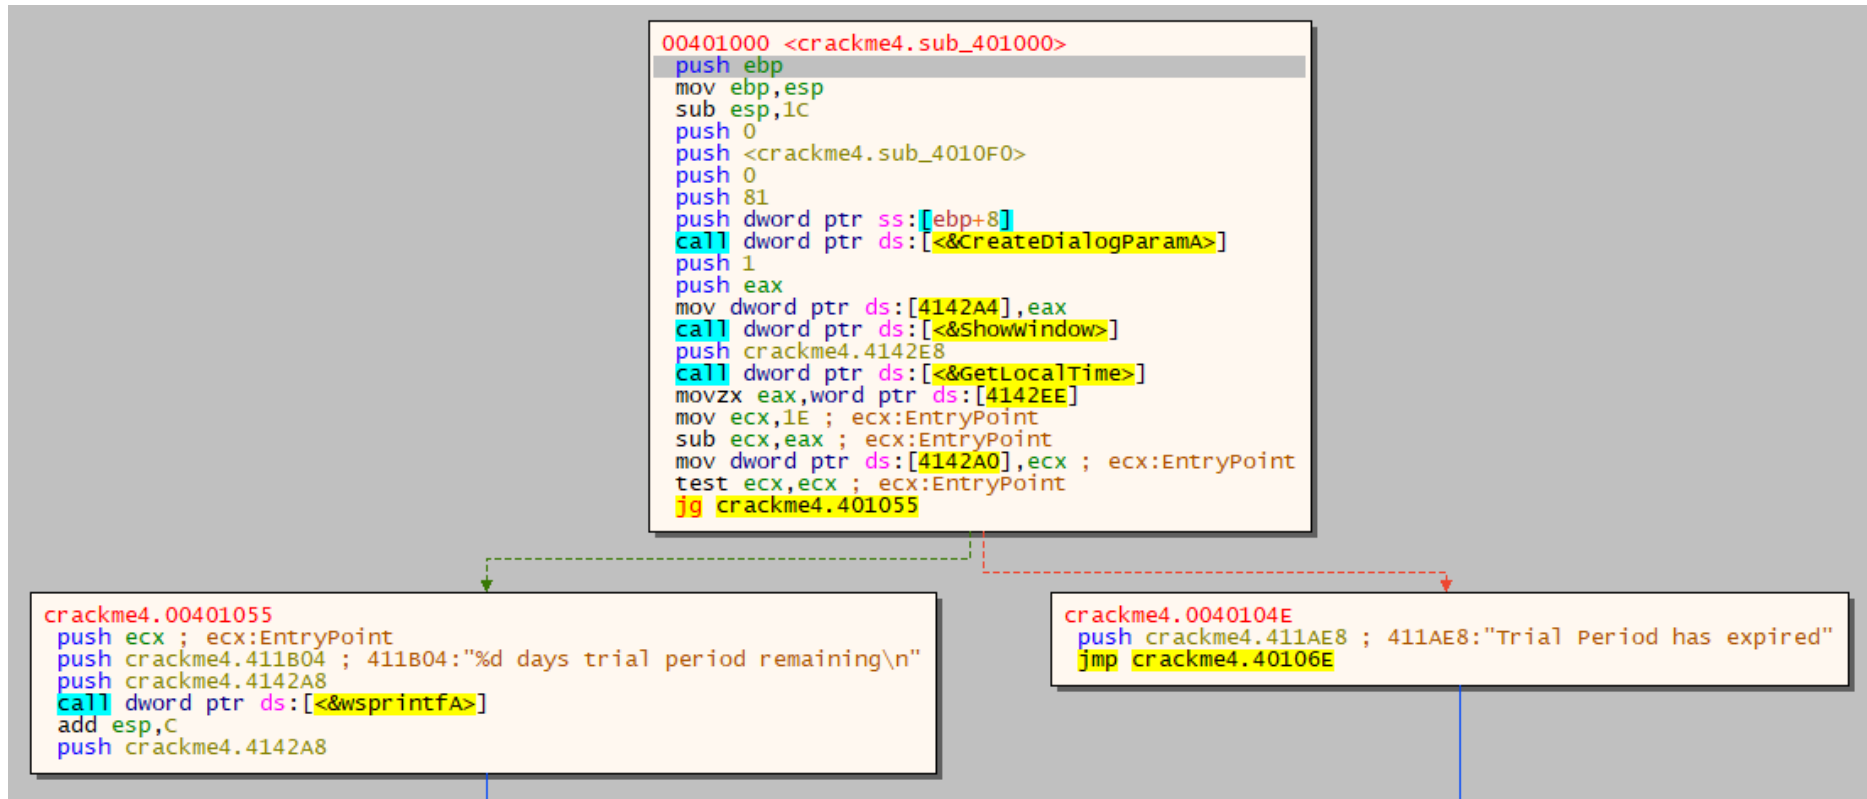 00401000 <crackme4.sub_401000>
push ebp
mov ebp,esp
sub esp,1C
push 0
push <crackme4.sub_4010F0>
push 0
push 81
push dword ptr ss:[ebp+8]
call dword ptr ds:[<&CreateDialogParamA>]
push 1
push eax
mov dword ptr ds:[4142A4],eax
call dword ptr ds:[<&ShowWindow>]
push crackme4.4142E8
call dword ptr ds:[<&GetLocalTime>]
movzx eax,word ptr ds:[4142EE]
mov ecx,1E ; ecx:EntryPoint
sub ecx,eax ; ecx:EntryPoint
mov dword ptr ds:[4142A0],ecx ; ecx:EntryPoint
test ecx,ecx ; ecx:EntryPoint
jg crackme4.401055
crackme4.00401055
push ecx ; ecx:EntryPoint
push crackme4.411B04 ; 411B04:"%d days trial period remaining\n"
push crackme4.4142A8
call dword ptr ds:[<&wsprintfA>]
add esp,C
push crackme4.4142A8
crackme4.0040104E
push crackme4.411AE8 ; 411AE8:"Trial Period has expired"
jmp crackme4.40106E